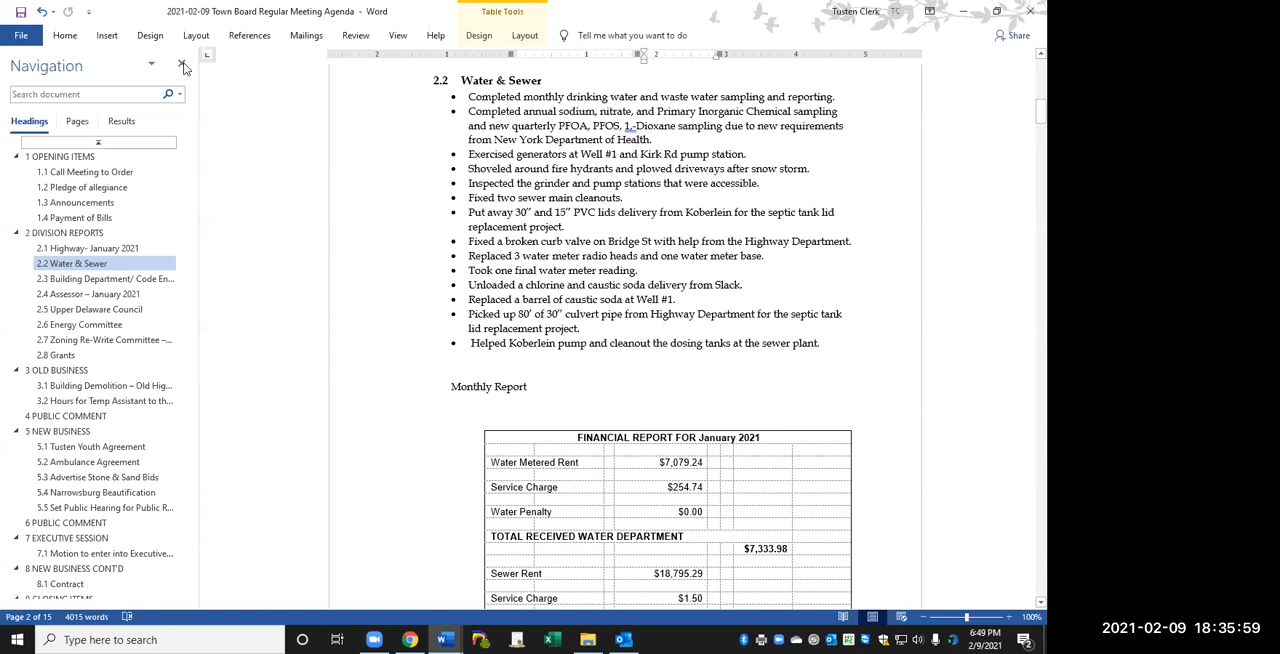 2021-02-09 Town Board Regular Meeting Agenda - Word
Table Tools
Tusten Clerk
TC
File Home Insert Design Layout References Mailings Review View Help Design Layout Tell me what you want to do Share
2 1 1 2 3 4 5
Navigation
Search document
Headings Pages Results
1 OPENING ITEMS
1.1 Call Meeting to Order
1.2 Pledge of allegiance
1.3 Announcements
1.4 Payment of Bills
2 DIVISION REPORTS
2.1 Highway- January 2021
2.2 Water & Sewer
2.3 Building Department/ Code En...
2.4 Assessor – January 2021
2.5 Upper Delaware Council
2.6 Energy Committee
2.7 Zoning Re-Write Committee –...
2.8 Grants
3 OLD BUSINESS
3.1 Building Demolition – Old Hig...
3.2 Hours for Temp Assistant to th...
4 PUBLIC COMMENT
5 NEW BUSINESS
5.1 Tusten Youth Agreement
5.2 Ambulance Agreement
5.3 Advertise Stone & Sand Bids
5.4 Narrowsburg Beautification
5.5 Set Public Hearing for Public R...
6 PUBLIC COMMENT
7 EXECUTIVE SESSION
7.1 Motion to enter into Executive...
8 NEW BUSINESS CONT'D
8.1 Contract
9 CLOSING ITEMS
2.2 Water & Sewer
• Completed monthly drinking water and waste water sampling and reporting.
• Completed annual sodium, nitrate, and Primary Inorganic Chemical sampling
and new quarterly PFOA, PFOS, 1,-Dioxane sampling due to new requirements
from New York Department of Health.
• Exercised generators at Well #1 and Kirk Rd pump station.
• Shoveled around fire hydrants and plowed driveways after snow storm.
• Inspected the grinder and pump stations that were accessible.
• Fixed two sewer main cleanouts.
• Put away 30" and 15" PVC lids delivery from Koberlein for the septic tank lid
replacement project.
• Fixed a broken curb valve on Bridge St with help from the Highway Department.
• Replaced 3 water meter radio heads and one water meter base.
• Took one final water meter reading.
• Unloaded a chlorine and caustic soda delivery from Slack.
• Replaced a barrel of caustic soda at Well #1.
• Picked up 80' of 30" culvert pipe from Highway Department for the septic tank
lid replacement project.
• Helped Koberlein pump and cleanout the dosing tanks at the sewer plant.
Monthly Report
FINANCIAL REPORT FOR January 2021
Water Metered Rent $7,079.24
Service Charge $254.74
Water Penalty $0.00
TOTAL RECEIVED WATER DEPARTMENT
$7,333.98
Sewer Rent $18,795.29
Service Charge $1.50
Page 2 of 15 4015 words 100%
Type here to search
6:49 PM
2/9/2021
2
2021-02-09 18:35:59